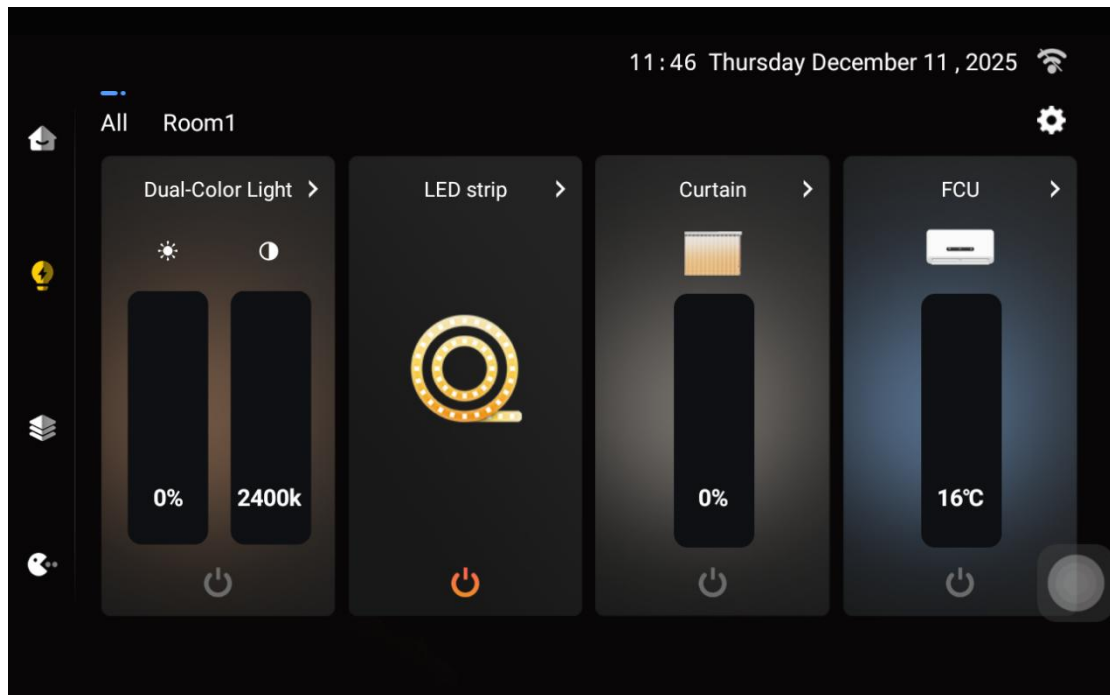 11:46 Thursday December 11 , 2025
All Room1
Dual-Color Light LED strip Curtain FCU
0% 2400k 0% 16℃